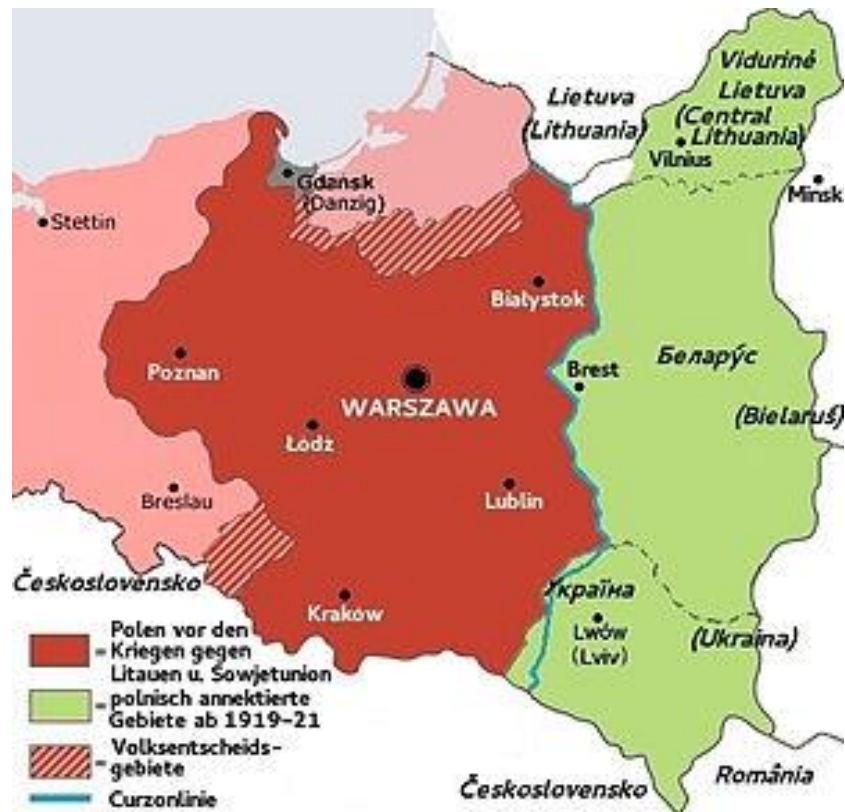 Vidurinė
Lietuva
(Central
Lithuania)
Vilnius
Lietuva
(Lithuania)
Minsk
Gdańsk
(Danzig)
Stettin
Białystok
Беларýс
Poznan
Brest
WARSZAWA
(Bielaruś)
Łodz
Breslau
Lublin
Československo
Україна
Kraków
Lwów
(Lviv)
(Ukraina)
Polen vor den
Kriegen gegen
Litauen u. Sowjetunion
polnisch annektierte
Gebiete ab 1919-21
Volksentscheids-
gebiete
Curzonlinie
Československo
România